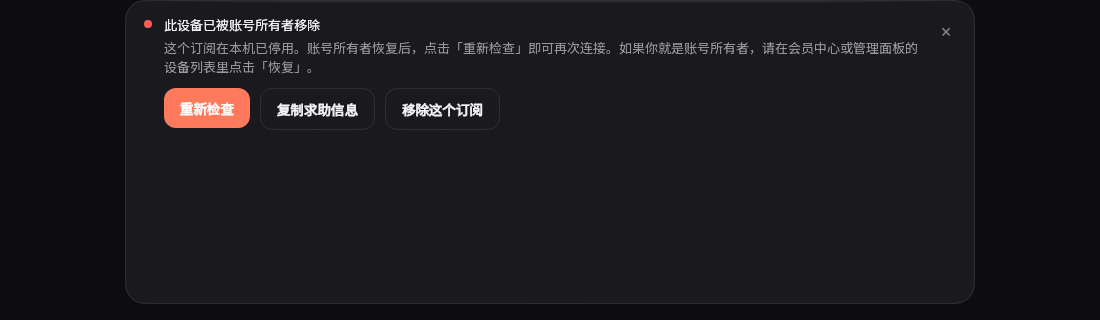 此设备已被账号所有者移除
这个订阅在本机已停用。账号所有者恢复后，点击「重新检查」即可再次连接。如果你就是账号所有者，请在会员中心或管理面板的
设备列表里点击「恢复」。
重新检查
复制求助信息
移除这个订阅